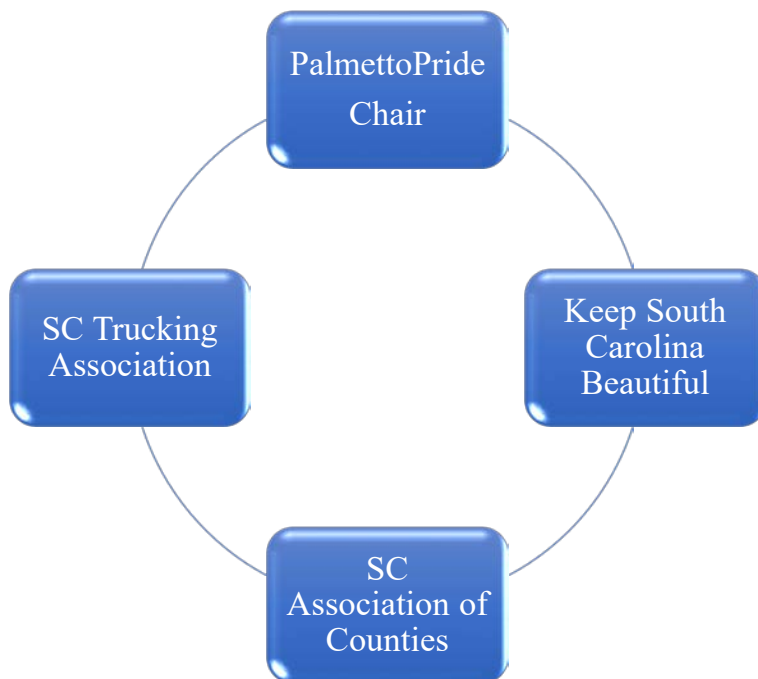 PalmettoPride
Chair
SC Trucking
Association
Keep South
Carolina
Beautiful
SC
Association of
Counties